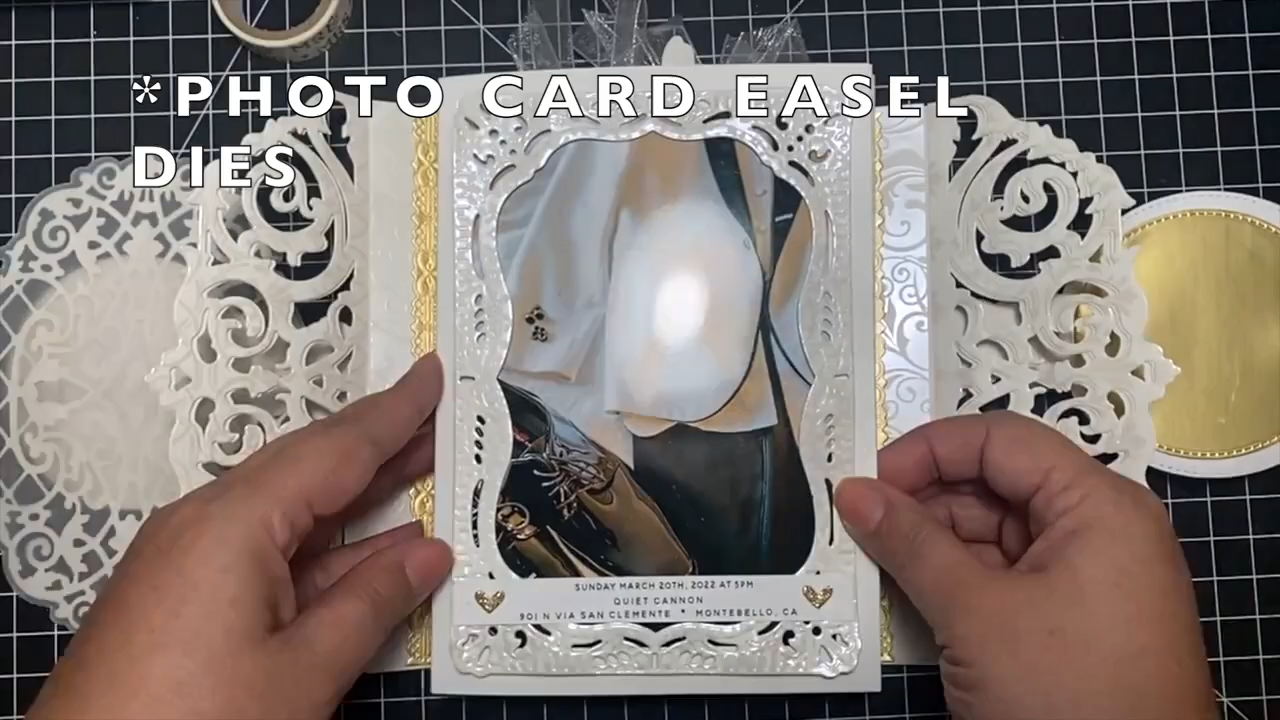 *PHOTO CARD EASEL
DIES
SUNDAY MARCH 20TH, 2022 AT 5PM
QUIET CANNON
901 N VIA SAN CLEMENTE * MONTEBELLO, CA